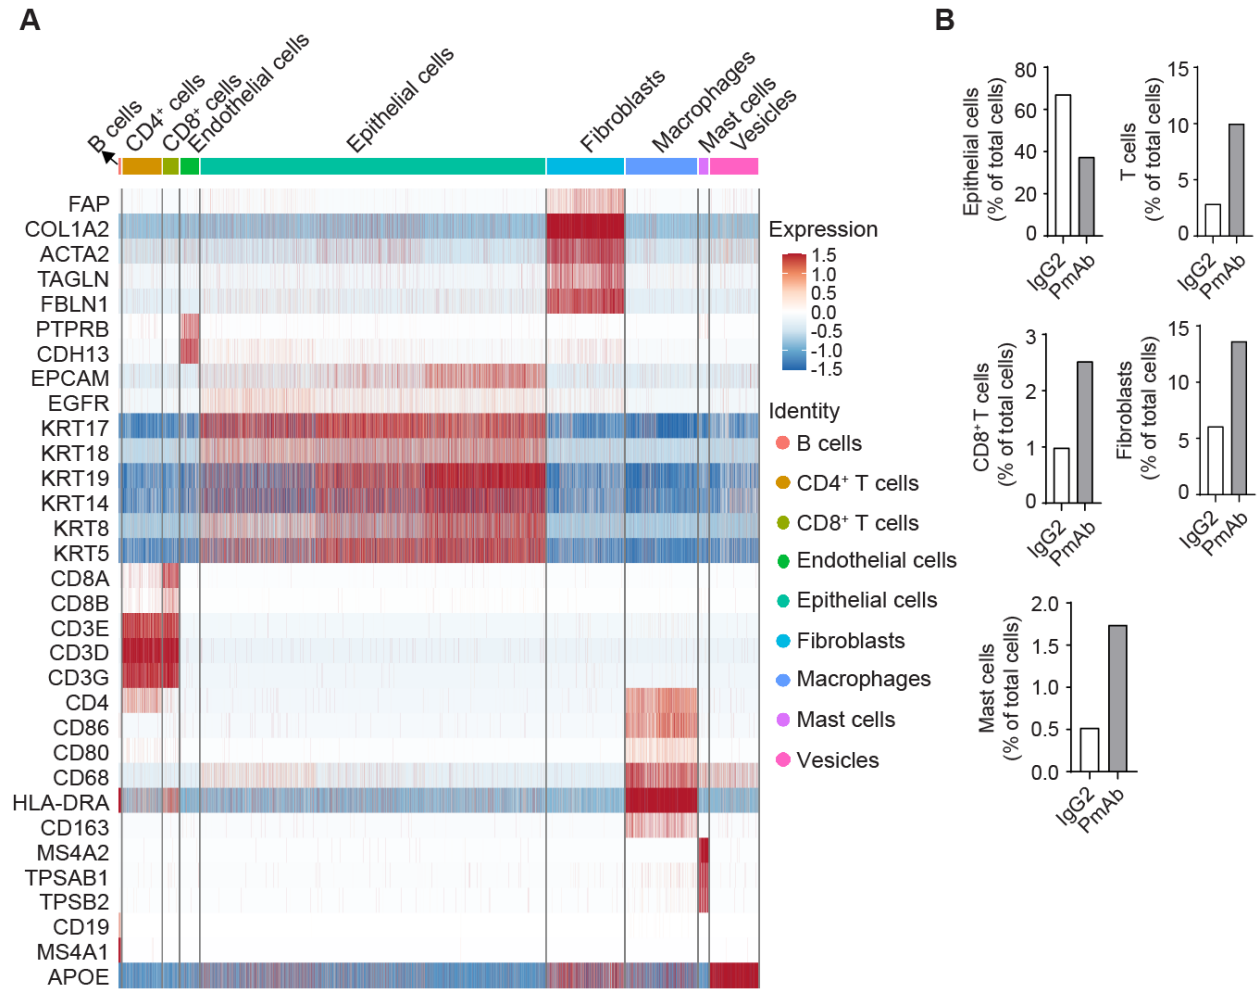 A
B cells
CD4+ cells
CD8+ cells
Endothelial cells
Epithelial cells
Fibroblasts
Macrophages
Mast cells
Vesicles
FAP
COL1A2
ACTA2
TAGLN
FBLN1
PTPRB
CDH13
EPCAM
EGFR
KRT17
KRT18
KRT19
KRT14
KRT8
KRT5
CD8A
CD8B
CD3E
CD3D
CD3G
CD4
CD86
CD80
CD68
HLA-DRA
CD163
MS4A2
TPSAB1
TPSB2
CD19
MS4A1
APOE
Expression
1.5
1.0
0.5
0.0
-0.5
-1.0
-1.5
Identity
B cells
CD4+ T cells
CD8+ T cells
Endothelial cells
Epithelial cells
Fibroblasts
Macrophages
Mast cells
Vesicles
B
Epithelial cells
(% of total cells)
80
60
40
20
0
IgG2
PmAb
T cells
(% of total cells)
15
10
5
0
IgG2
PmAb
CD8+ T cells
(% of total cells)
3
2
1
0
IgG2
PmAb
Fibroblasts
(% of total cells)
15
10
5
0
IgG2
PmAb
Mast cells
(% of total cells)
2.0
1.5
1.0
0.5
0.0
IgG2
PmAb